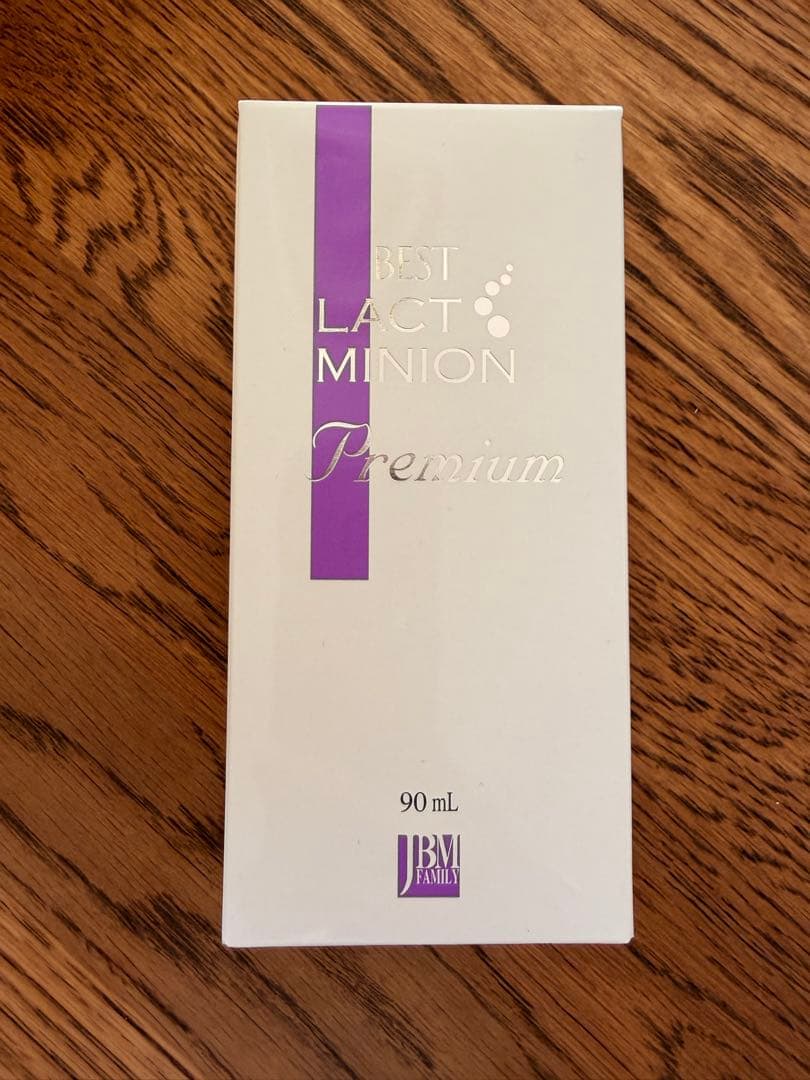 BEST
LACT
MINION
Premium
90 mL
JBM
FAMILY